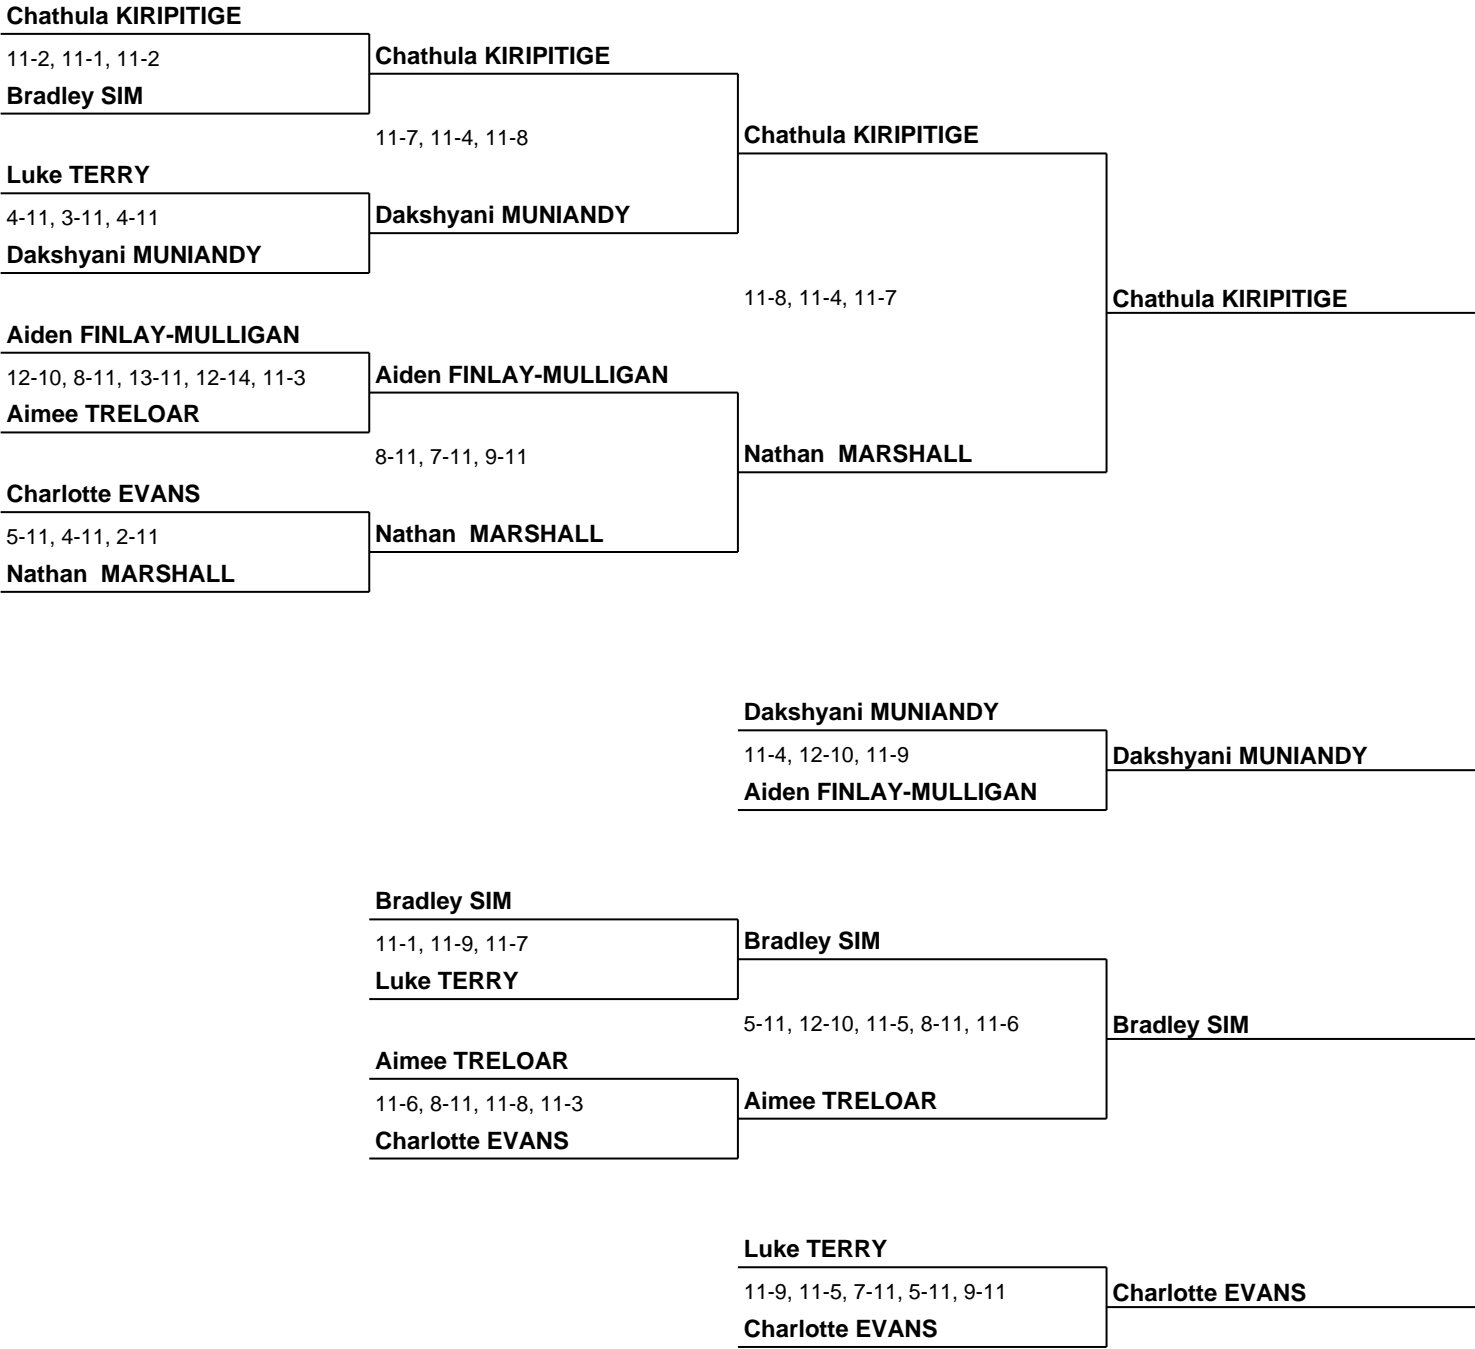 Chathula KIRIPITIGE
11-2, 11-1, 11-2
Chathula KIRIPITIGE
Bradley SIM
11-7, 11-4, 11-8
Chathula KIRIPITIGE
Luke TERRY
4-11, 3-11, 4-11
Dakshyani MUNIANDY
Dakshyani MUNIANDY
11-8, 11-4, 11-7
Chathula KIRIPITIGE
Aiden FINLAY-MULLIGAN
12-10, 8-11, 13-11, 12-14, 11-3
Aiden FINLAY-MULLIGAN
Aimee TRELOAR
8-11, 7-11, 9-11
Nathan  MARSHALL
Charlotte EVANS
5-11, 4-11, 2-11
Nathan  MARSHALL
Nathan  MARSHALL
Dakshyani MUNIANDY
11-4, 12-10, 11-9
Dakshyani MUNIANDY
Aiden FINLAY-MULLIGAN
Bradley SIM
11-1, 11-9, 11-7
Bradley SIM
Luke TERRY
5-11, 12-10, 11-5, 8-11, 11-6
Bradley SIM
Aimee TRELOAR
11-6, 8-11, 11-8, 11-3
Aimee TRELOAR
Charlotte EVANS
Luke TERRY
11-9, 11-5, 7-11, 5-11, 9-11
Charlotte EVANS
Charlotte EVANS